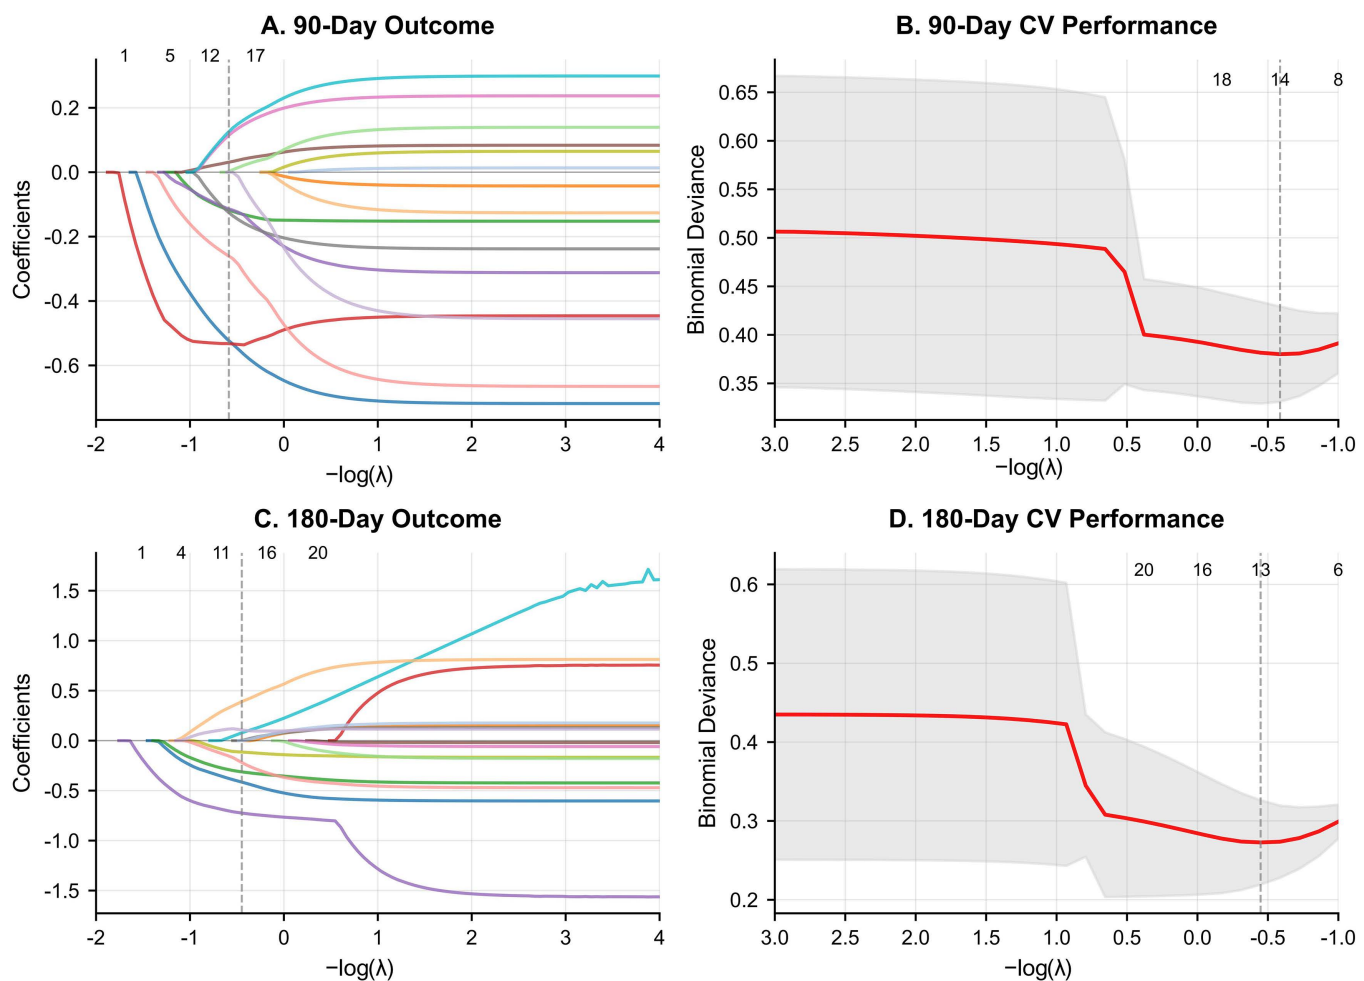 A. 90-Day Outcome
1 5 12 17
0.2
0.0
-0.2
-0.4
-0.6
Coefficients
-2 -1 0 1 2 3 4
−log(λ)
B. 90-Day CV Performance
18 14 8
0.65
0.60
0.55
0.50
0.45
0.40
0.35
Binomial Deviance
3.0 2.5 2.0 1.5 1.0 0.5 0.0 -0.5 -1.0
−log(λ)
C. 180-Day Outcome
1 4 11 16 20
1.5
1.0
0.5
0.0
-0.5
-1.0
-1.5
Coefficients
-2 -1 0 1 2 3 4
−log(λ)
D. 180-Day CV Performance
20 16 13 6
0.6
0.5
0.4
0.3
0.2
Binomial Deviance
3.0 2.5 2.0 1.5 1.0 0.5 0.0 -0.5 -1.0
−log(λ)